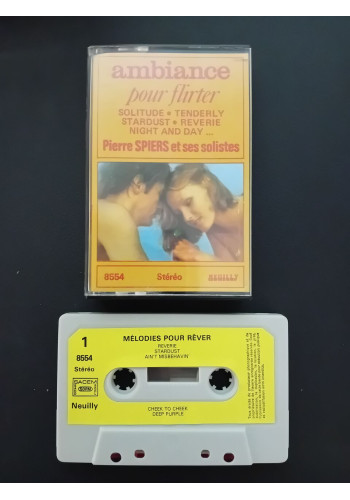 ambiance
pour flirter
SOLITUDE • TENDERLY
STARDUST • REVERIE
NIGHT AND DAY ...
Pierre SPIERS et ses solistes
8554 Stéréo NEUILLY
1
8554
Stéréo
SACEM
Neuilly
MÉLODIES POUR RÊVER
REVERIE
STARDUST
AIN'T MISBEHAVIN'
CHEEK TO CHEEK
DEEP PURPLE